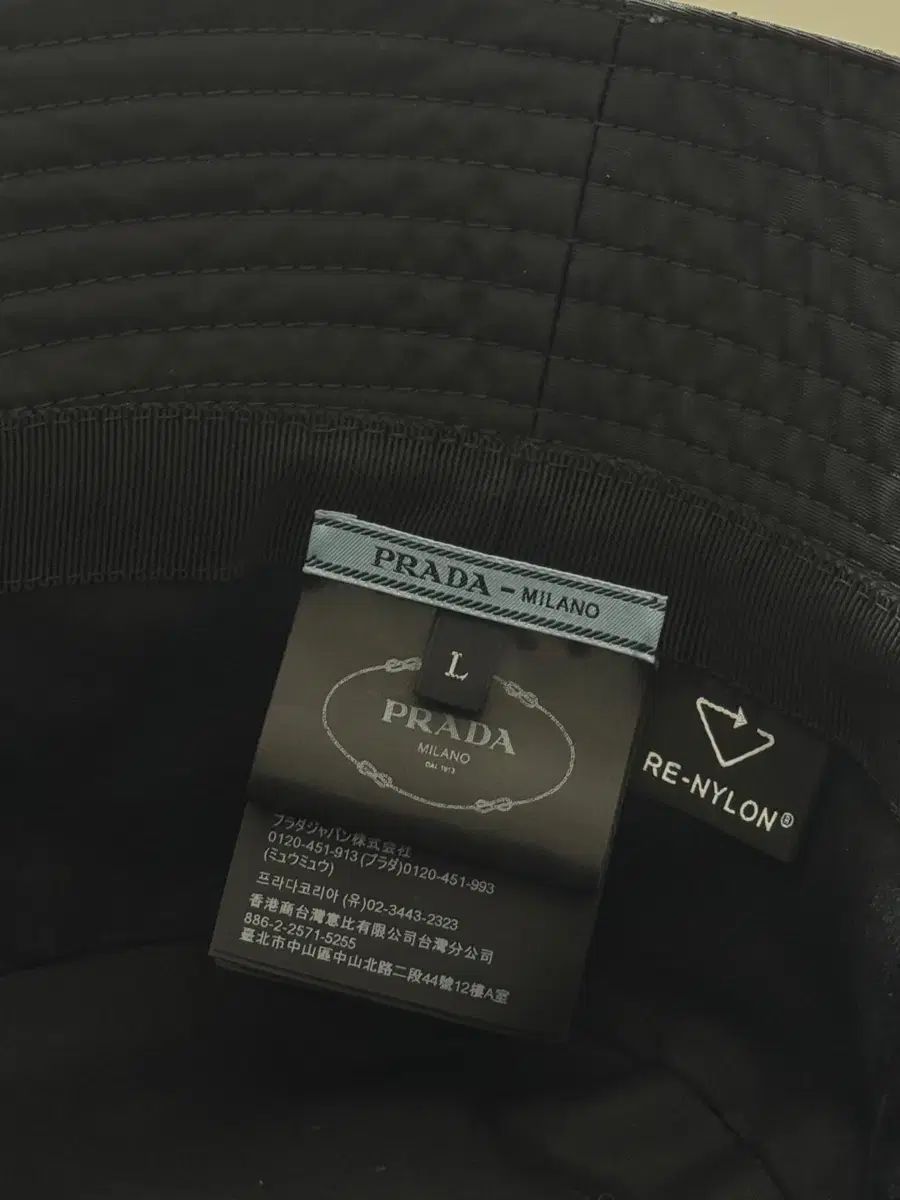 PRADA - MILANO
L
PRADA
MILANO
DAL 1913
RE-NYLON®
プラダジャパン株式会社
0120-451-913 (プラダ)0120-451-993
(ミュウミュウ)
프라다코리아 (유)02-3443-2323
香港商台灣意比有限公司台灣分公司
886-2-2571-5255
臺北市中山區中山北路二段44號12樓A室